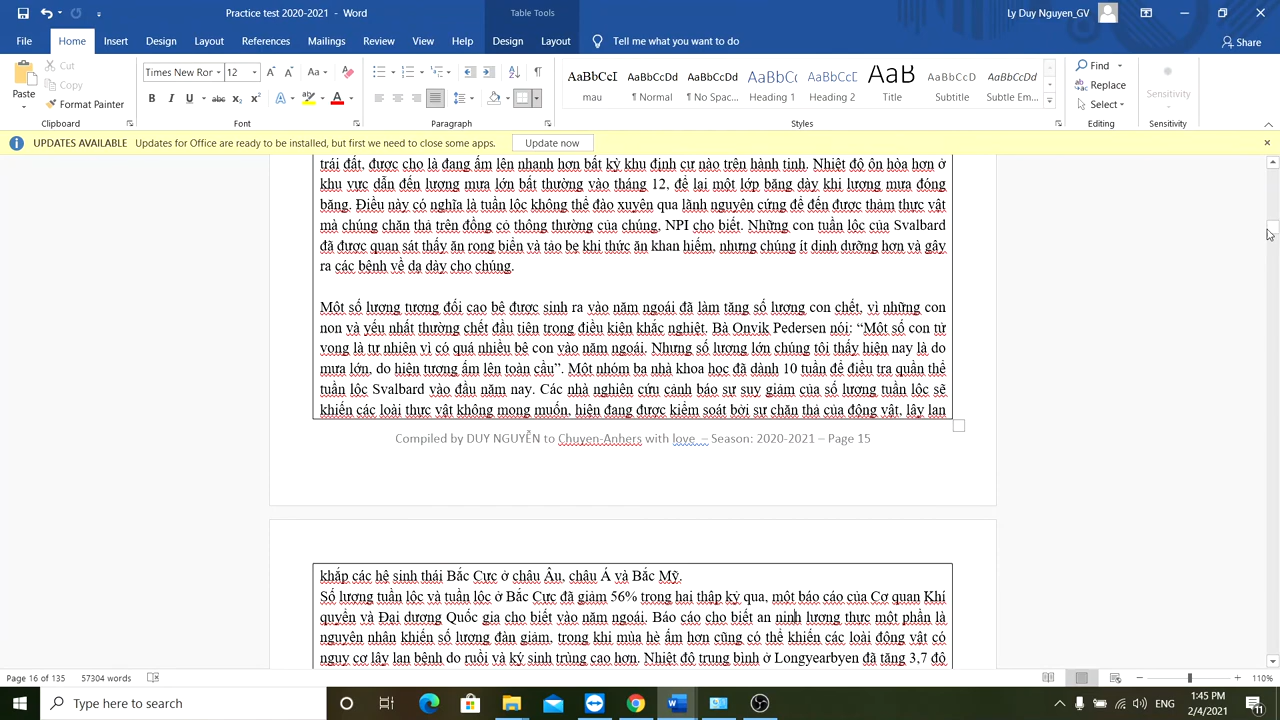 Practice test 2020-2021 - Word
Table Tools
Ly Duy Nguyen_GV
File Home Insert Design Layout References Mailings Review View Help Design Layout Tell me what you want to do Share
Paste
Cut
Copy
Format Painter
Times New Ror 12
AaBbCcI mau
AaBbCcDd ¶ Normal
AaBbCcDd ¶ No Spac...
AaBbC Heading 1
AaBbCcD Heading 2
AaB Title
AaBbCcD Subtitle
AaBbCcDd Subtle Em...
Find
Replace
Select
Sensitivity
Clipboard Font Paragraph Styles Editing Sensitivity
UPDATES AVAILABLE Updates for Office are ready to be installed, but first we need to close some apps. Update now
trái đất, được cho là đang ấm lên nhanh hơn bất kỳ khu định cư nào trên hành tinh. Nhiệt độ ôn hòa hơn ở
khu vực dẫn đến lượng mưa lớn bất thường vào tháng 12, để lại một lớp băng dày khi lượng mưa đóng
băng. Điều này có nghĩa là tuần lộc không thể đào xuyên qua lãnh nguyên cứng để đến được thảm thực vật
mà chúng chăn thả trên đồng cỏ thông thường của chúng, NPI cho biết. Những con tuần lộc của Svalbard
đã được quan sát thấy ăn rong biển và tảo bẹ khi thức ăn khan hiếm, nhưng chúng ít dinh dưỡng hơn và gây
ra các bệnh về dạ dày cho chúng.
Một số lượng tương đối cao bê được sinh ra vào năm ngoái đã làm tăng số lượng con chết, vì những con
non và yếu nhất thường chết đầu tiên trong điều kiện khắc nghiệt. Bà Onvik Pedersen nói: “Một số con tử
vong là tự nhiên vì có quá nhiều bê con vào năm ngoái. Nhưng số lượng lớn chúng tôi thấy hiện nay là do
mưa lớn, do hiện tượng ấm lên toàn cầu”. Một nhóm ba nhà khoa học đã dành 10 tuần để điều tra quần thể
tuần lộc Svalbard vào đầu năm nay. Các nhà nghiên cứu cảnh báo sự suy giảm của số lượng tuần lộc sẽ
khiến các loài thực vật không mong muốn, hiện đang được kiểm soát bởi sự chăn thả của động vật, lây lan
Compiled by DUY NGUYỄN to Chuyen-Anhers with love – Season: 2020-2021 – Page 15
khắp các hệ sinh thái Bắc Cực ở châu Âu, châu Á và Bắc Mỹ.
Số lượng tuần lộc và tuần lộc ở Bắc Cực đã giảm 56% trong hai thập kỷ qua, một báo cáo của Cơ quan Khí
quyển và Đại dương Quốc gia cho biết vào năm ngoái. Báo cáo cho biết an ninh lương thực một phần là
nguyên nhân khiến số lượng đàn giảm, trong khi mùa hè ấm hơn cũng có thể khiến các loài động vật có
nguy cơ lây lan bệnh do ruồi và ký sinh trùng cao hơn. Nhiệt độ trung bình ở Longyearbyen đã tăng 3,7 độ
Page 16 of 135 57304 words 110%
Type here to search
1:45 PM
2/4/2021